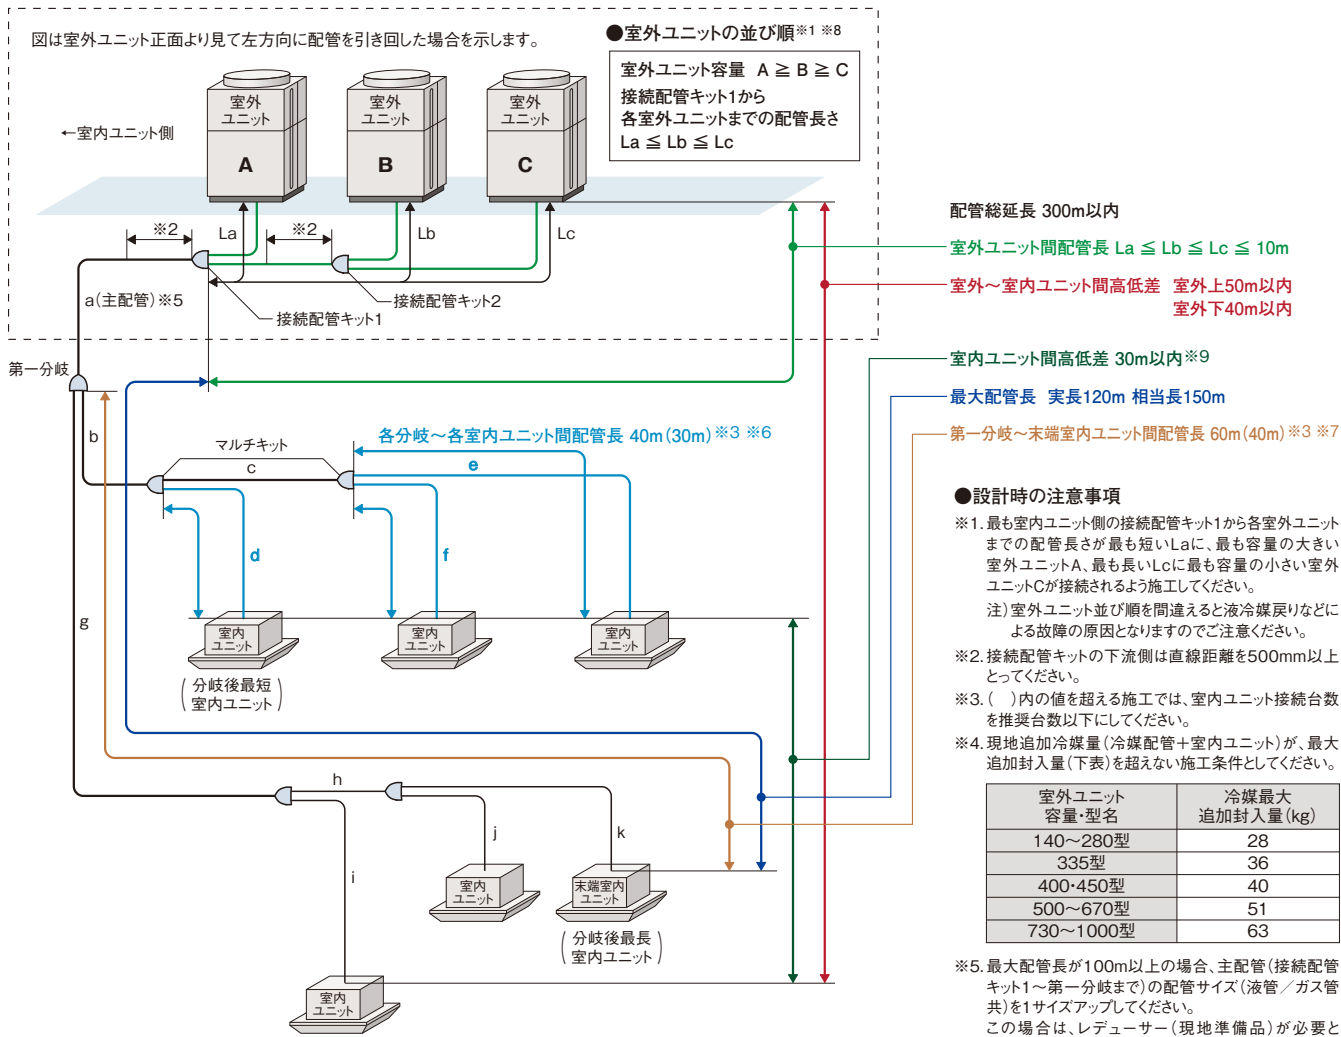 図は室外ユニット正面より見て左方向に配管を引き回した場合を示します。
●室外ユニットの並び順※1 ※8
室外ユニット容量 A ≧ B ≧ C
接続配管キット1から
各室外ユニットまでの配管長さ
La ≦ Lb ≦ Lc
←室内ユニット側
室外
ユニット
A
室外
ユニット
B
室外
ユニット
C
※2
La
※2
Lb
Lc
a(主配管)※5
接続配管キット2
接続配管キット1
第一分岐
配管総延長 300m以内
室外ユニット間配管長 La ≦ Lb ≦ Lc ≦ 10m
室外～室内ユニット間高低差 室外上50m以内
室外下40m以内
室内ユニット間高低差 30m以内※9
最大配管長 実長120m 相当長150m
第一分岐～末端室内ユニット間配管長 60m(40m)※3 ※7
b
マルチキット
各分岐～各室内ユニット間配管長 40m(30m)※3 ※6
c
e
d
f
g
室内
ユニット
室内
ユニット
室内
ユニット
(分岐後最短
室内ユニット)
h
j
k
i
室内
ユニット
末端室内
ユニット
(分岐後最長
室内ユニット)
室内
ユニット
●設計時の注意事項
※1. 最も室内ユニット側の接続配管キット1から各室外ユニット
までの配管長さが最も短いLaに、最も容量の大きい
室外ユニットA、最も長いLcに最も容量の小さい室外
ユニットCが接続されるよう施工してください。
注)室外ユニット並び順を間違えると液冷媒戻りなどに
よる故障の原因となりますのでご注意ください。
※2. 接続配管キットの下流側は直線距離を500mm以上
とってください。
※3. ( )内の値を超える施工では、室内ユニット接続台数
を推奨台数以下にしてください。
※4. 現地追加冷媒量(冷媒配管＋室内ユニット)が、最大
追加封入量(下表)を超えない施工条件としてください。
室外ユニット
容量・型名
冷媒最大
追加封入量(kg)
140～280型 28
335型 36
400・450型 40
500～670型 51
730～1000型 63
※5. 最大配管長が100m以上の場合、主配管(接続配管
キット1～第一分岐まで)の配管サイズ(液管／ガス管
共)を1サイズアップしてください。
この場合は、レデューサー(現地準備品)が必要と